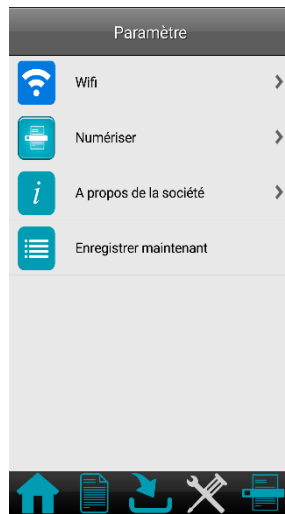 Paramètre
Wifi
Numériser
i
A propos de la société
Enregistrer maintenant